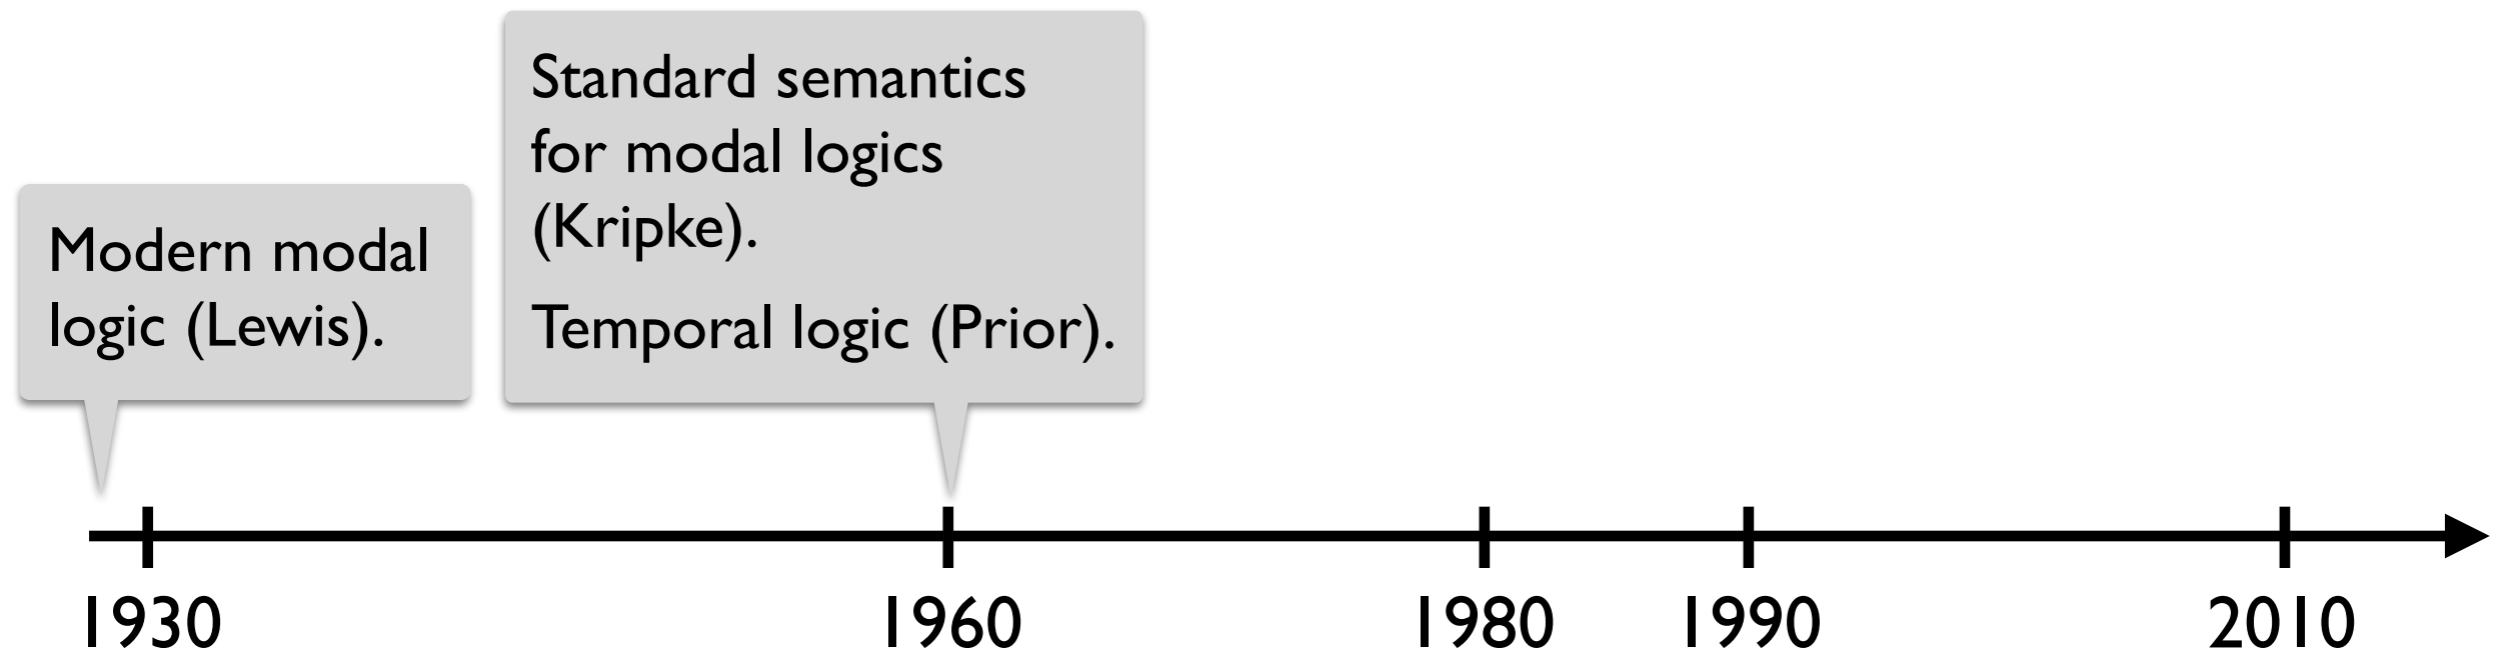 Standard semantics
for modal logics
(Kripke).
Temporal logic (Prior).
Modern modal
logic (Lewis).
1930
1960
1980
1990
2010